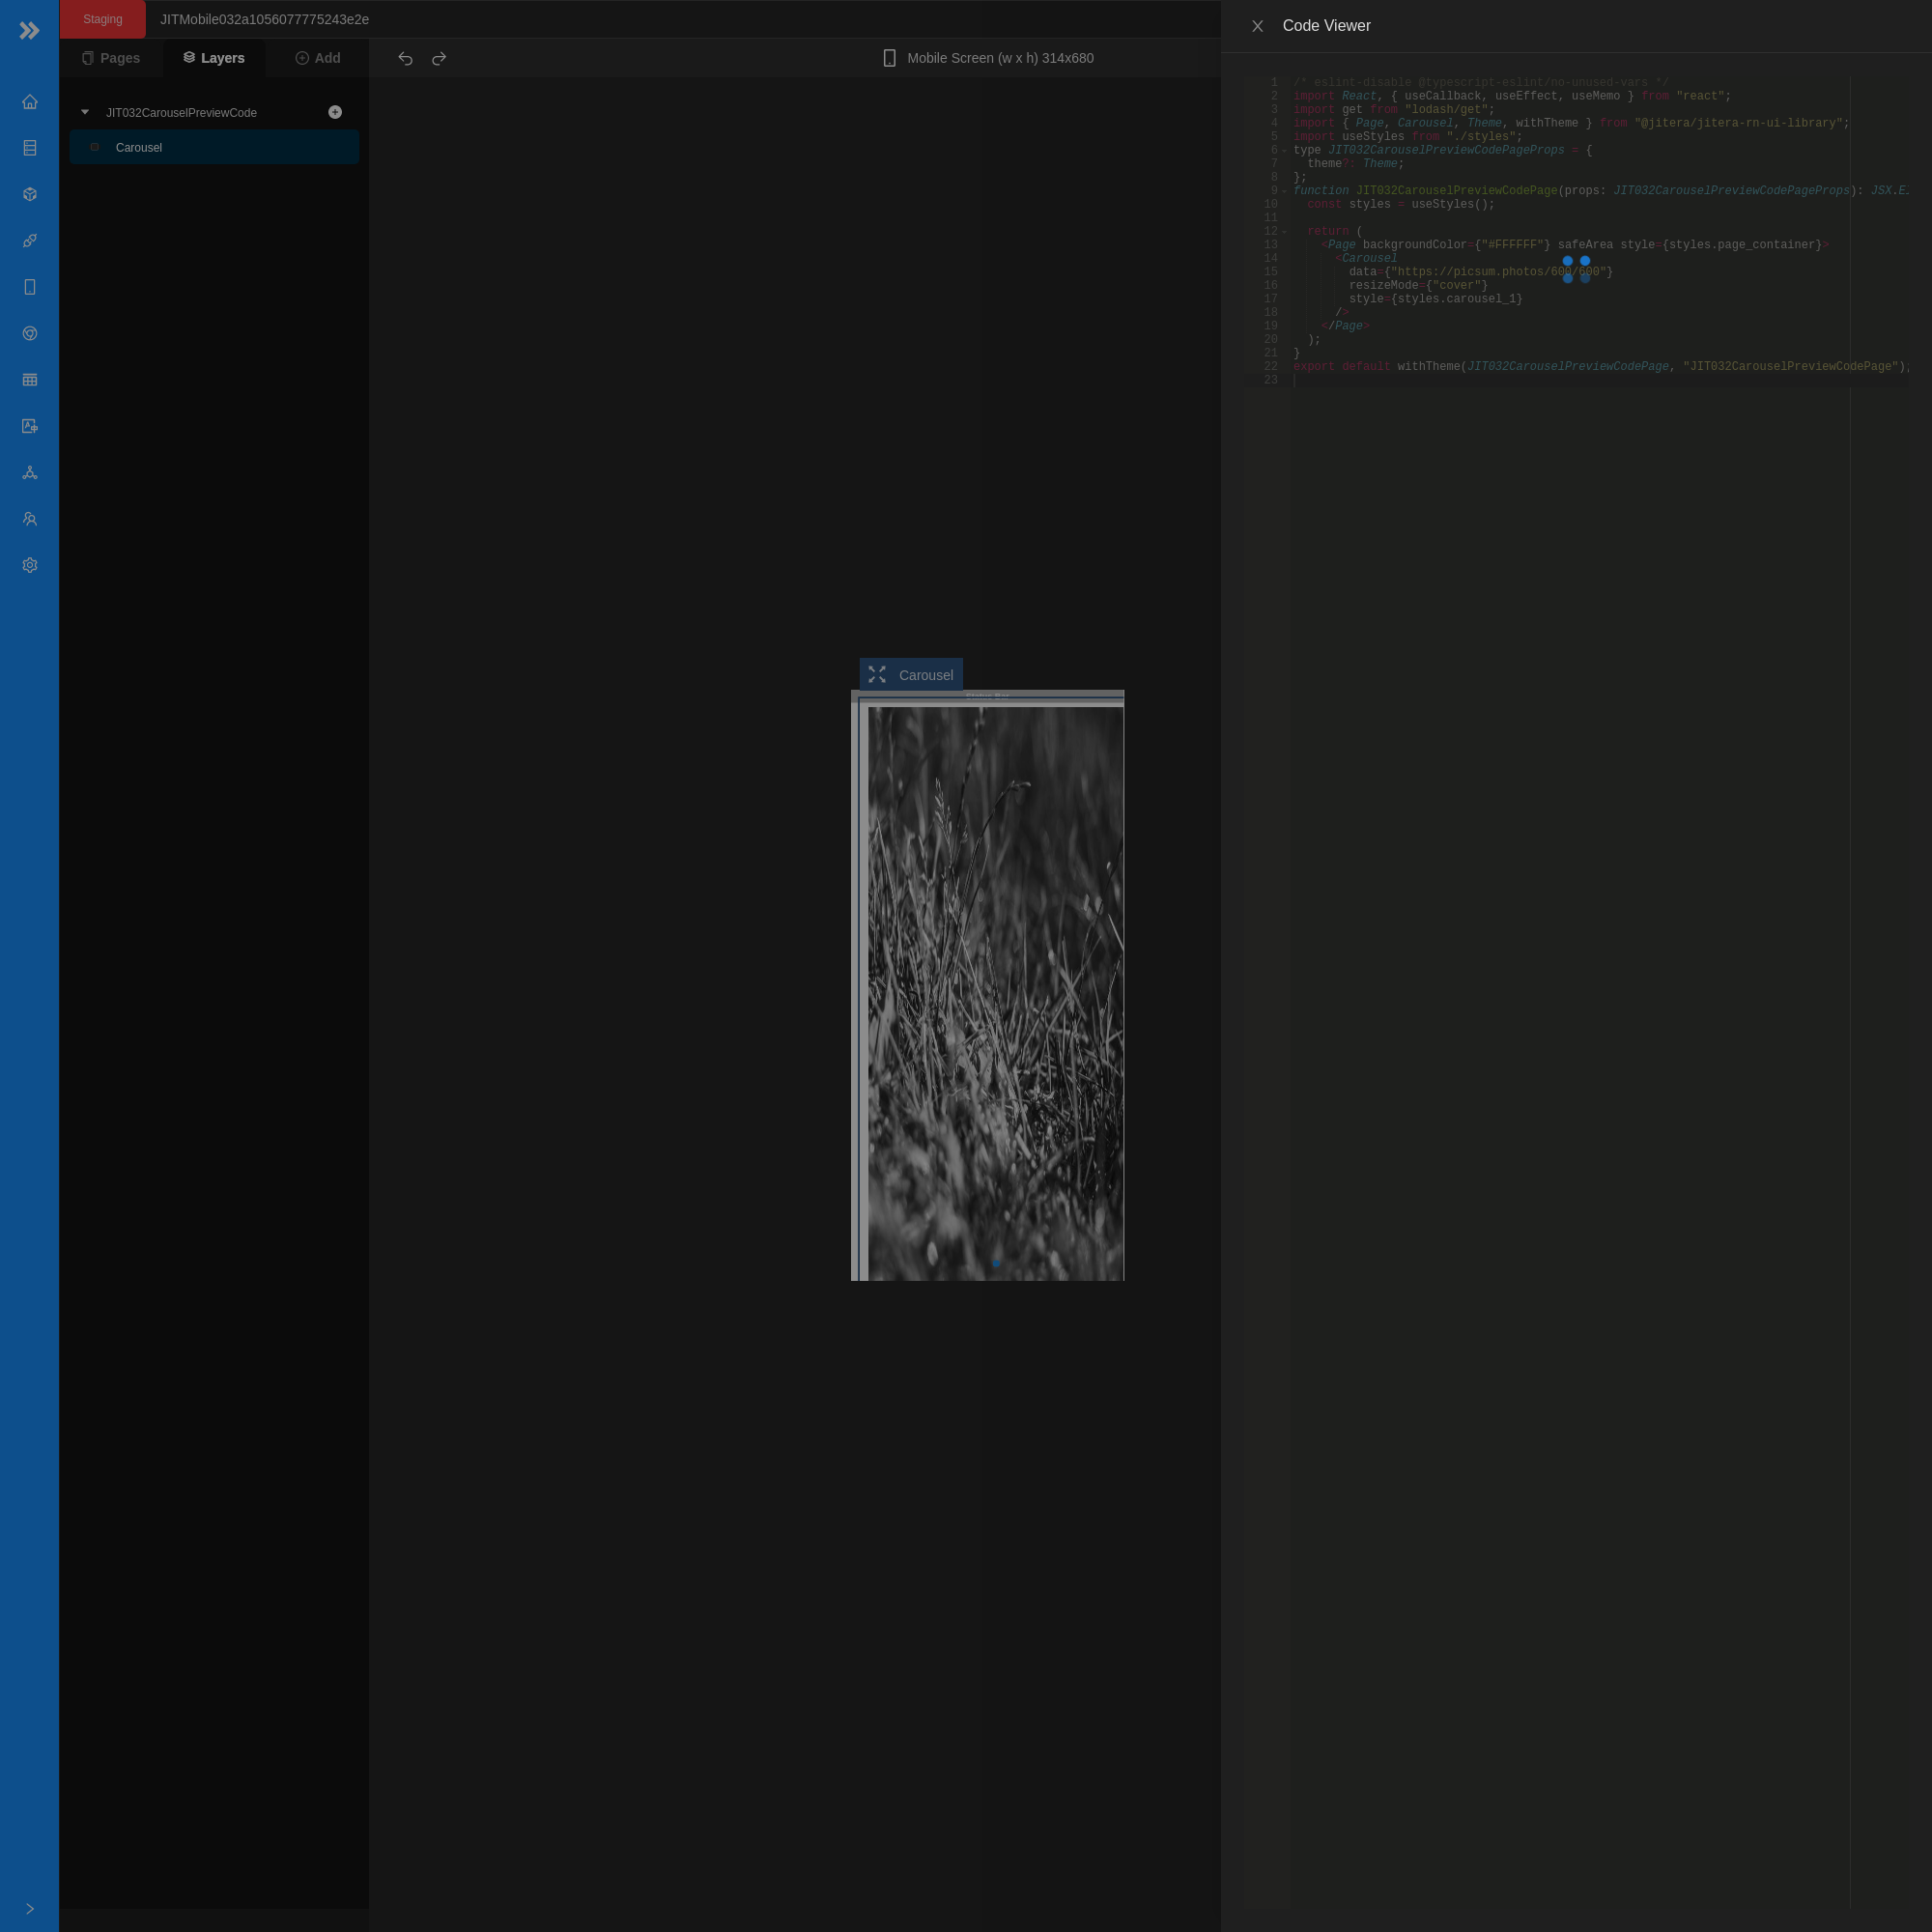 Staging
JITMobile032a1056077775243e2e
Code Viewer
Pages
Layers
Add
Mobile Screen (w x h) 314x680
JIT032CarouselPreviewCode
Carousel
Carousel
Status Bar
1 /* eslint-disable @typescript-eslint/no-unused-vars */
2 import React, { useCallback, useEffect, useMemo } from "react";
3 import get from "lodash/get";
4 import { Page, Carousel, Theme, withTheme } from "@jitera/jitera-rn-ui-library";
5 import useStyles from "./styles";
6 type JIT032CarouselPreviewCodePageProps = {
7 theme?: Theme;
8 };
9 function JIT032CarouselPreviewCodePage(props: JIT032CarouselPreviewCodePageProps): JSX.E
10 const styles = useStyles();
11
12 return (
13 <Page backgroundColor={"#FFFFFF"} safeArea style={styles.page_container}>
14 <Carousel
15 data={"https://picsum.photos/600/600"}
16 resizeMode={"cover"}
17 style={styles.carousel_1}
18 />
19 </Page>
20 );
21 }
22 export default withTheme(JIT032CarouselPreviewCodePage, "JIT032CarouselPreviewCodePage");
23